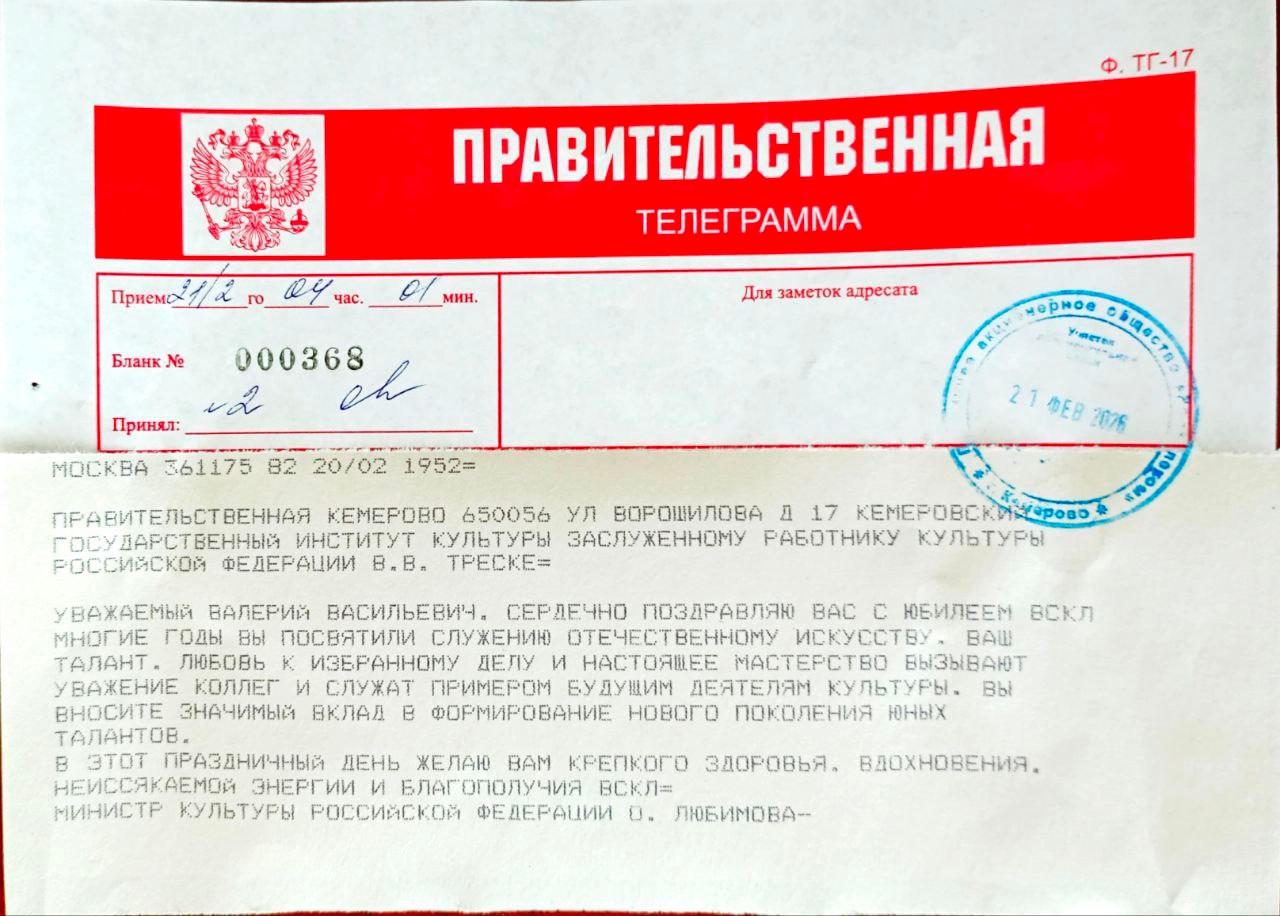 Ф. ТГ-17
ПРАВИТЕЛЬСТВЕННАЯ
ТЕЛЕГРАММА
Прием 21/2 го 04 час. 01 мин.
Для заметок адресата
Бланк № 000368
Принял:
акционерное общество
Участок
21 ФЕВ 2026
г. Кемерово
МОСКВА 361175 82 20/02 1952=
ПРАВИТЕЛЬСТВЕННАЯ КЕМЕРОВО 650056 УЛ ВОРОШИЛОВА Д 17 КЕМЕРОВСКИЙ
ГОСУДАРСТВЕННЫЙ ИНСТИТУТ КУЛЬТУРЫ ЗАСЛУЖЕННОМУ РАБОТНИКУ КУЛЬТУРЫ
РОССИЙСКОЙ ФЕДЕРАЦИИ В.В. ТРЕСКЕ=
УВАЖАЕМЫЙ ВАЛЕРИЙ ВАСИЛЬЕВИЧ. СЕРДЕЧНО ПОЗДРАВЛЯЮ ВАС С ЮБИЛЕЕМ ВСКЛ
МНОГИЕ ГОДЫ ВЫ ПОСВЯТИЛИ СЛУЖЕНИЮ ОТЕЧЕСТВЕННОМУ ИСКУССТВУ. ВАШ
ТАЛАНТ. ЛЮБОВЬ К ИЗБРАННОМУ ДЕЛУ И НАСТОЯЩЕЕ МАСТЕРСТВО ВЫЗЫВАЮТ
УВАЖЕНИЕ КОЛЛЕГ И СЛУЖАТ ПРИМЕРОМ БУДУЩИМ ДЕЯТЕЛЯМ КУЛЬТУРЫ. ВЫ
ВНОСИТЕ ЗНАЧИМЫЙ ВКЛАД В ФОРМИРОВАНИЕ НОВОГО ПОКОЛЕНИЯ ЮНЫХ
ТАЛАНТОВ.
В ЭТОТ ПРАЗДНИЧНЫЙ ДЕНЬ ЖЕЛАЮ ВАМ КРЕПКОГО ЗДОРОВЬЯ. ВДОХНОВЕНИЯ.
НЕИССЯКАЕМОЙ ЭНЕРГИИ И БЛАГОПОЛУЧИЯ ВСКЛ=
МИНИСТР КУЛЬТУРЫ РОССИЙСКОЙ ФЕДЕРАЦИИ О. ЛЮБИМОВА-